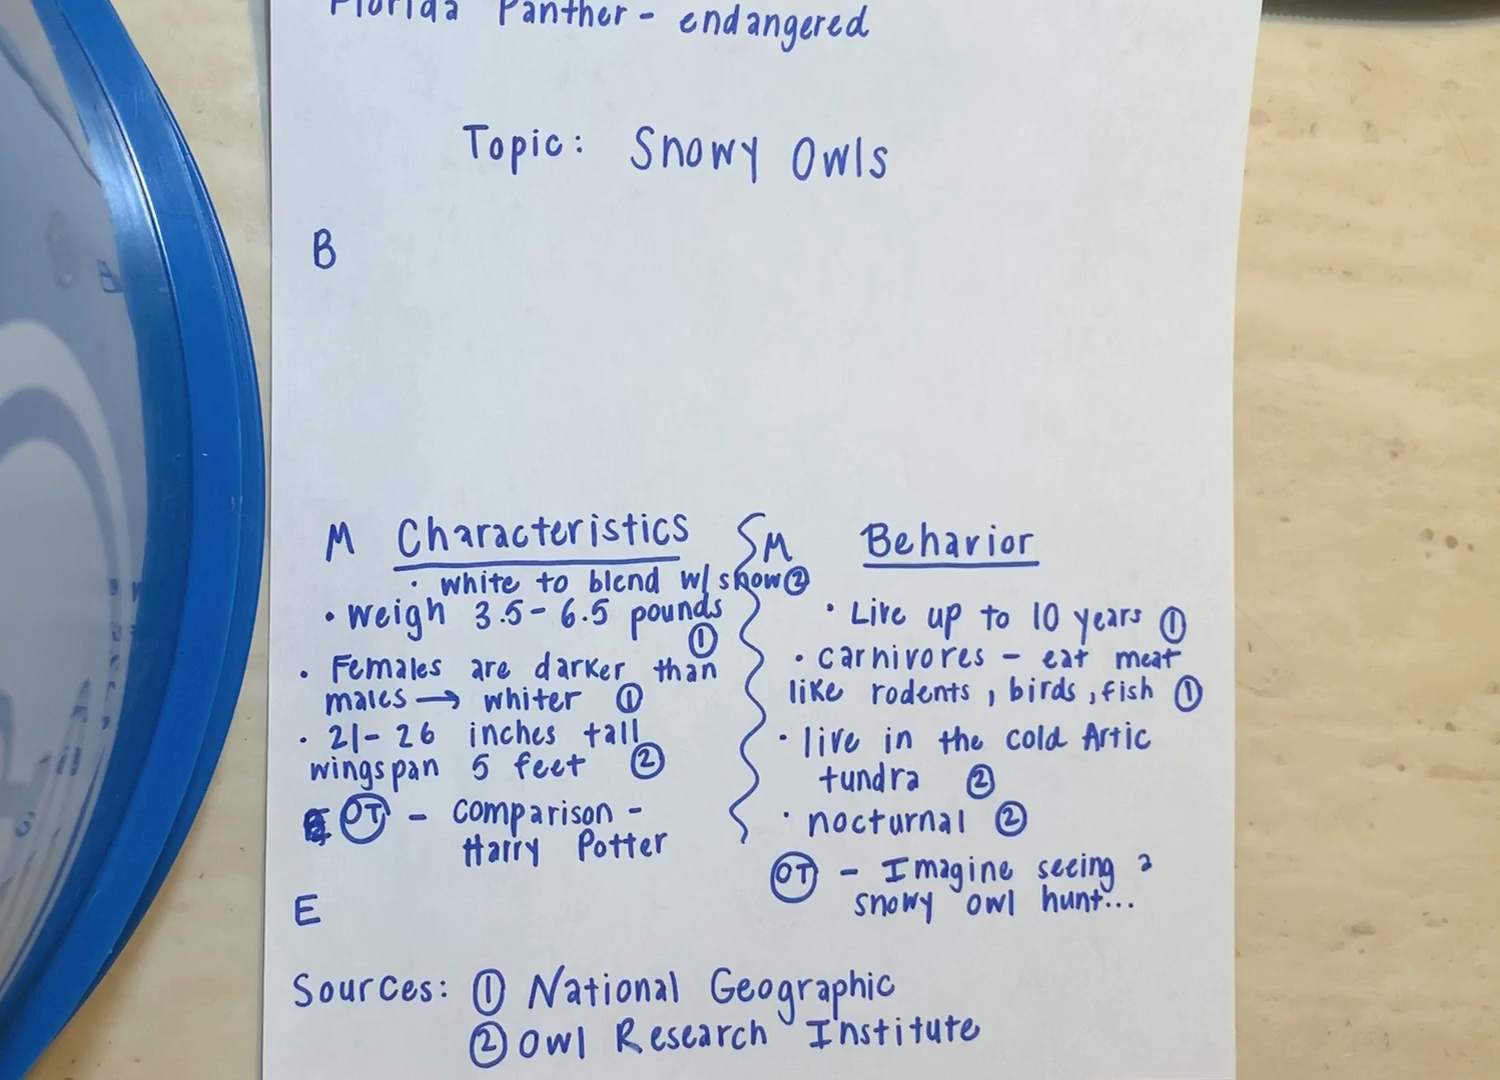 Florida Panther - endangered
Topic: Snowy Owls
B
M Characteristics
• white to blend w/ snow ②
• weigh 3.5-6.5 pounds
①
• Females are darker than
males → whiter ①
• 21-26 inches tall
wingspan 5 feet ②
OT - comparison -
Harry Potter
M Behavior
• Live up to 10 years ①
• carnivores - eat meat
like rodents, birds, fish ①
• live in the cold Artic
tundra ②
• nocturnal ②
OT - Imagine seeing a
snowy owl hunt...
E
Sources: ① National Geographic
② Owl Research Institute